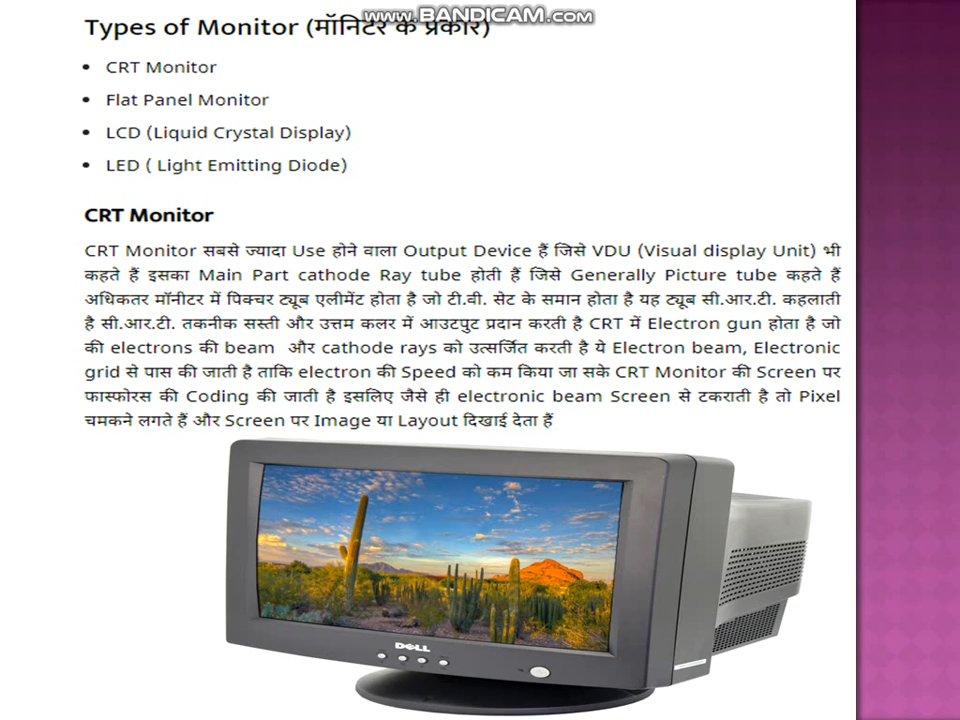 www.BANDICAM.com
Types of Monitor (मॉनिटर के प्रकार)
• CRT Monitor
• Flat Panel Monitor
• LCD (Liquid Crystal Display)
• LED ( Light Emitting Diode)
CRT Monitor
CRT Monitor सबसे ज्यादा Use होने वाला Output Device हैं जिसे VDU (Visual display Unit) भी
कहते हैं इसका Main Part cathode Ray tube होती हैं जिसे Generally Picture tube कहते हैं
अधिकतर मॉनीटर में पिक्चर ट्यूब एलीमेंट होता है जो टी.वी. सेट के समान होता है यह ट्यूब सी.आर.टी. कहलाती
है सी.आर.टी. तकनीक सस्ती और उत्तम कलर में आउटपुट प्रदान करती है CRT में Electron gun होता है जो
की electrons की beam और cathode rays को उत्सर्जित करती है ये Electron beam, Electronic
grid से पास की जाती है ताकि electron की Speed को कम किया जा सके CRT Monitor की Screen पर
फास्फोरस की Coding की जाती है इसलिए जैसे ही electronic beam Screen से टकराती है तो Pixel
चमकने लगते हैं और Screen पर Image या Layout दिखाई देता हैं
DELL